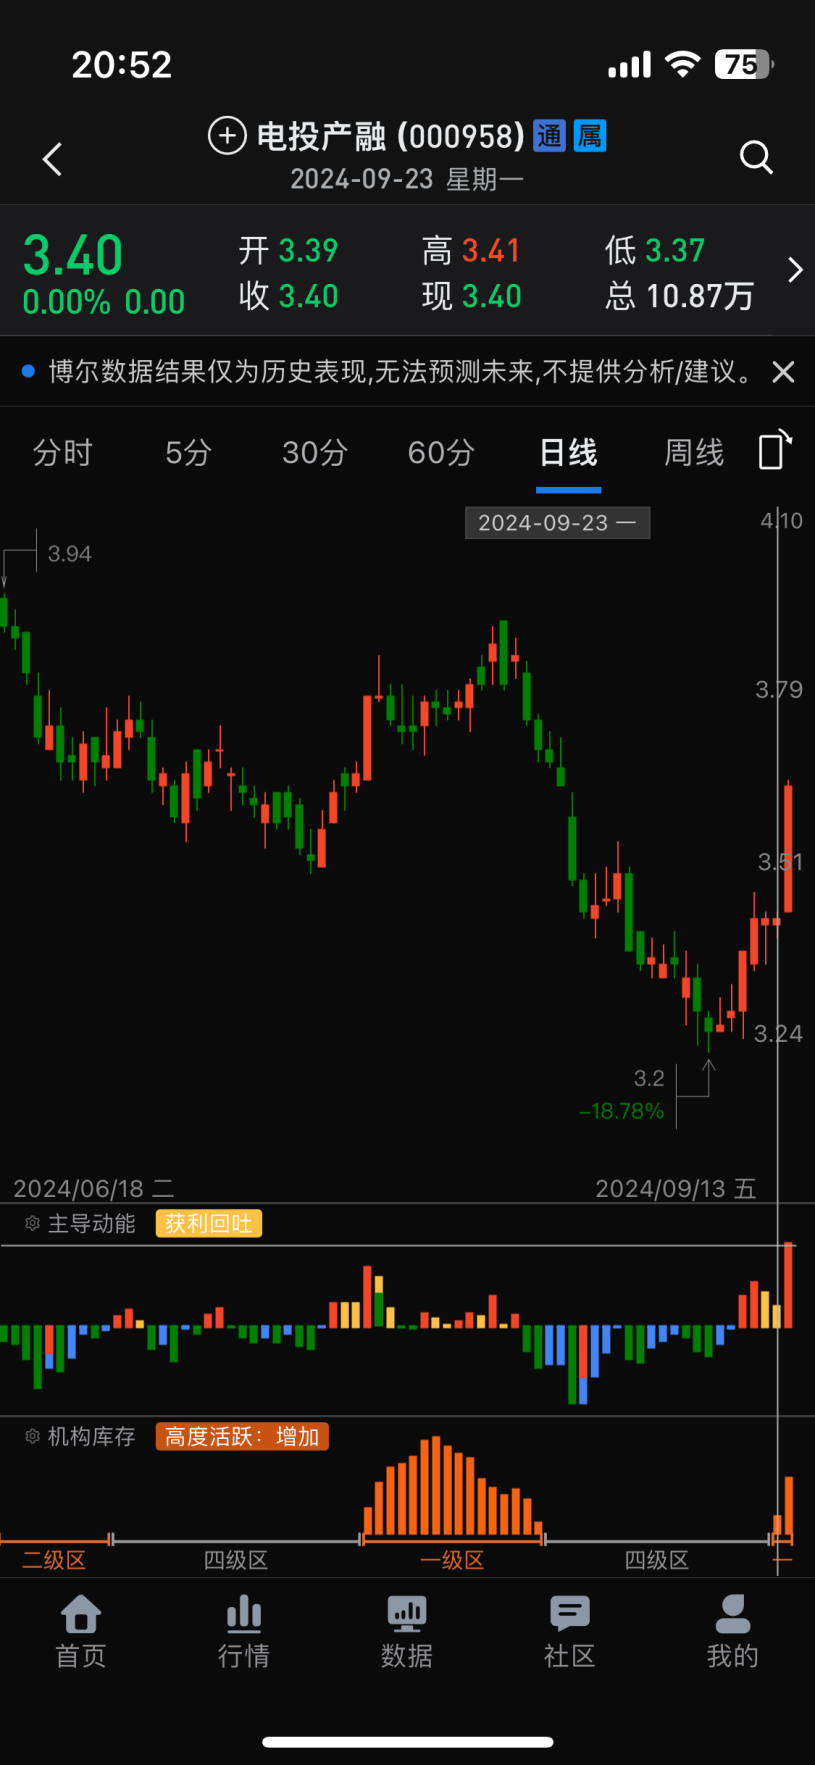 20:52
75
电投产融 (000958) 通 属
2024-09-23 星期一
3.40
0.00% 0.00
开 3.39
高 3.41
低 3.37
收 3.40
现 3.40
总 10.87万
博尔数据结果仅为历史表现,无法预测未来,不提供分析/建议。
分时 5分 30分 60分 日线 周线
2024-09-23 一
4.10
3.94
3.79
3.51
3.24
3.2
-18.78%
2024/06/18 二
2024/09/13 五
主导动能 获利回吐
机构库存 高度活跃：增加
二级区 四级区 一级区 四级区 一
首页 行情 数据 社区 我的